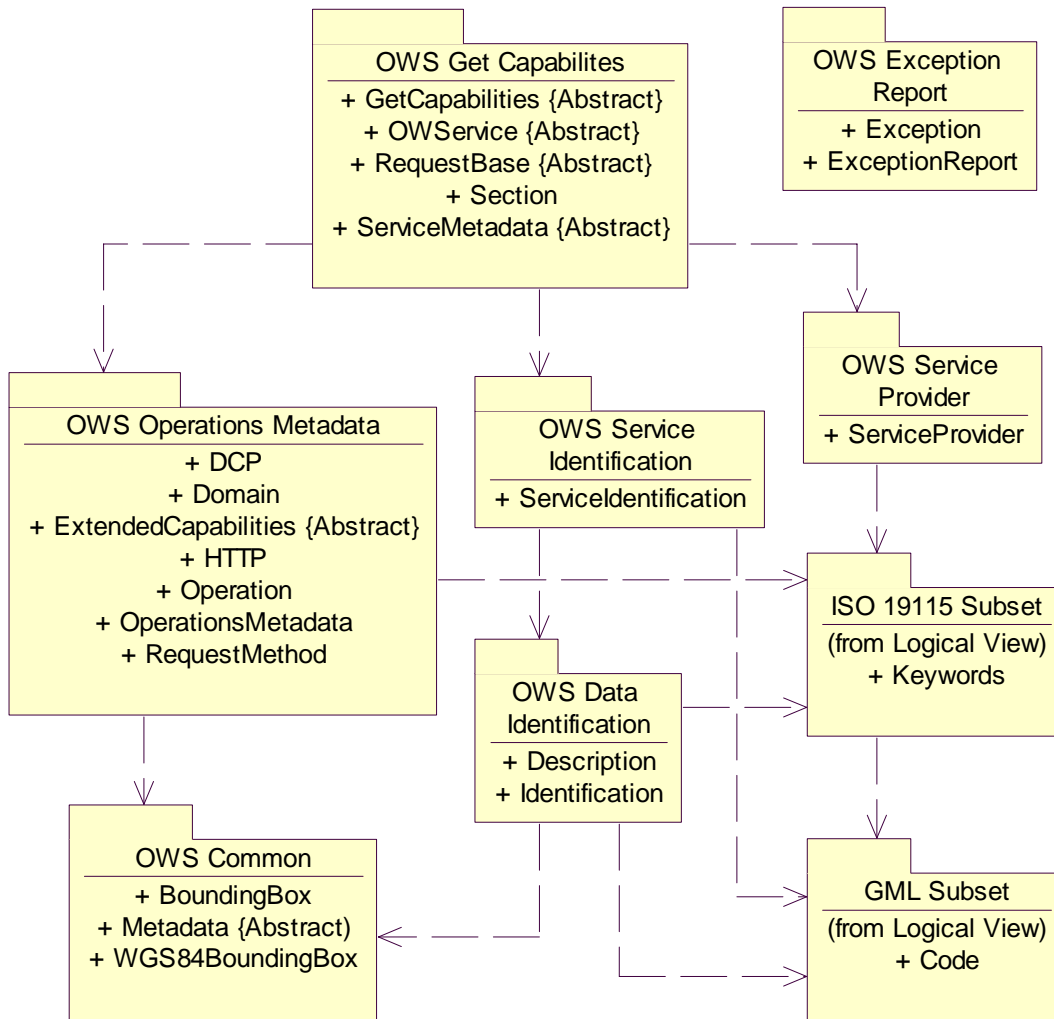 OWS Get Capabilites
+ GetCapabilities {Abstract}
+ OWService {Abstract}
+ RequestBase {Abstract}
+ Section
+ ServiceMetadata {Abstract}
OWS Exception
Report
+ Exception
+ ExceptionReport
OWS Operations Metadata
+ DCP
+ Domain
+ ExtendedCapabilities {Abstract}
+ HTTP
+ Operation
+ OperationsMetadata
+ RequestMethod
OWS Service
Identification
+ ServiceIdentification
OWS Service
Provider
+ ServiceProvider
ISO 19115 Subset
(from Logical View)
+ Keywords
OWS Data
Identification
+ Description
+ Identification
OWS Common
+ BoundingBox
+ Metadata {Abstract)
+ WGS84BoundingBox
GML Subset
(from Logical View)
+ Code